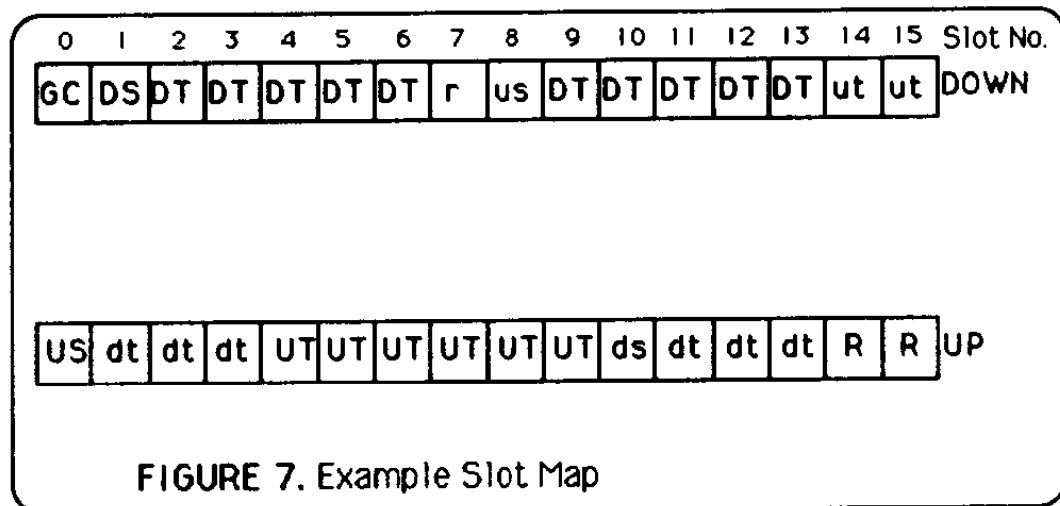 0 1 2 3 4 5 6 7 8 9 10 11 12 13 14 15 Slot No.
GC DS DT DT DT DT DT r us DT DT DT DT DT ut ut DOWN
US dt dt dt UT UT UT UT UT UT ds dt dt dt R R UP
FIGURE 7. Example Slot Map